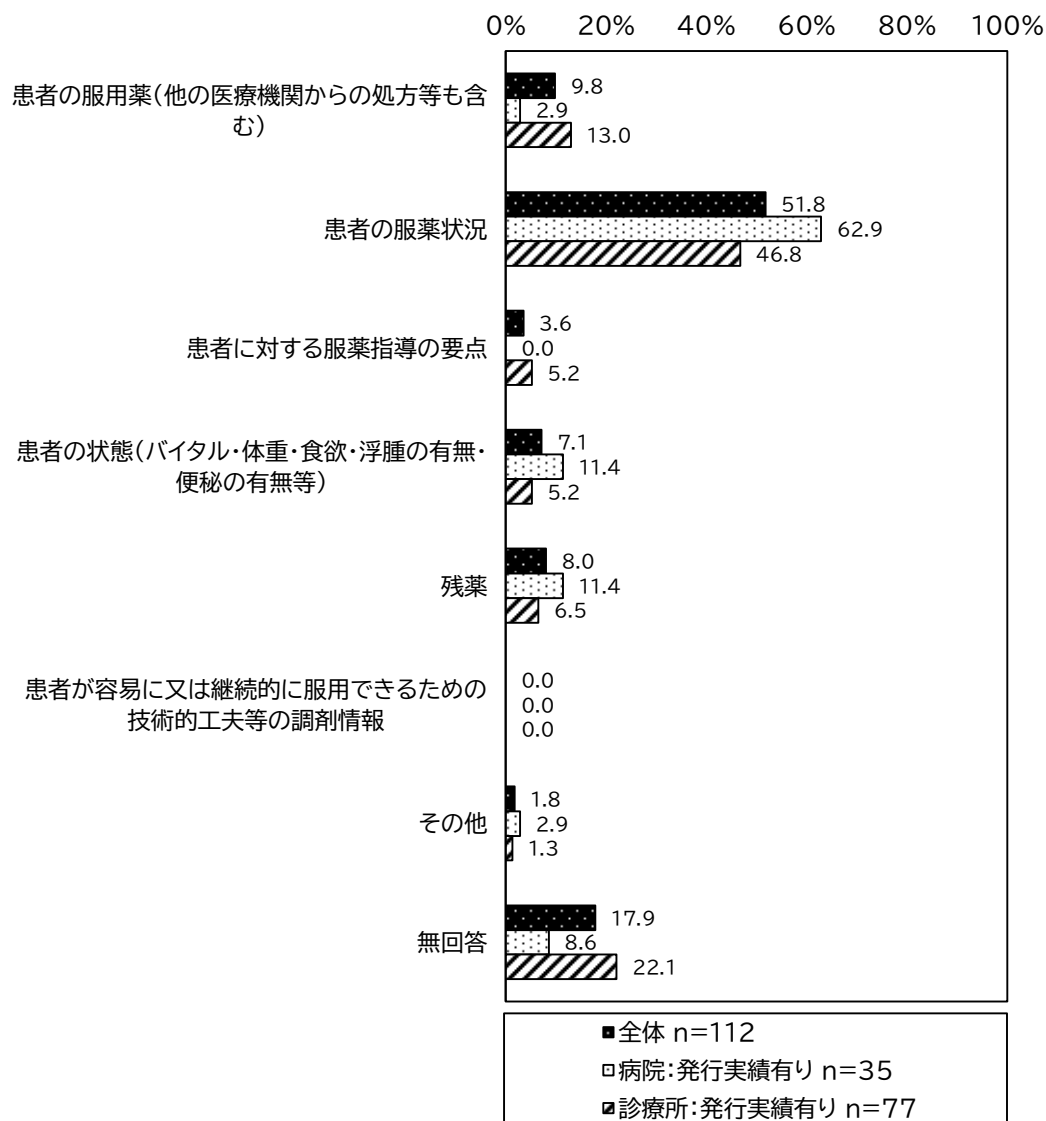 0% 20% 40% 60% 80% 100%
患者の服用薬(他の医療機関からの処方等も含
む)
9.8
2.9
13.0
患者の服薬状況
51.8
62.9
46.8
患者に対する服薬指導の要点
3.6
0.0
5.2
患者の状態(バイタル・体重・食欲・浮腫の有無・
便秘の有無等)
7.1
11.4
5.2
残薬
8.0
11.4
6.5
患者が容易に又は継続的に服用できるための
技術的工夫等の調剤情報
0.0
0.0
0.0
その他
1.8
2.9
1.3
無回答
17.9
8.6
22.1
全体 n=112
病院:発行実績有り n=35
診療所:発行実績有り n=77